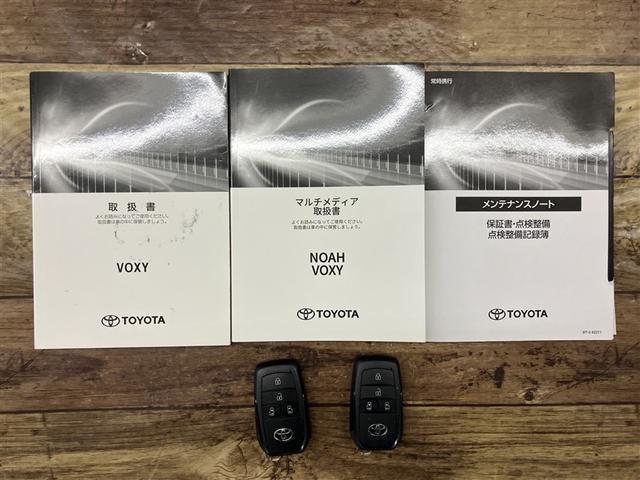 取扱書
よくお読みになってご使用ください。
取扱書は車の中に保管しましょう。
VOXY
TOYOTA
マルチメディア
取扱書
よくお読みになってご使用ください。
取扱書は車の中に保管しましょう。
NOAH
VOXY
TOYOTA
常時携行
メンテナンスノート
保証書・点検整備
点検整備記録簿
TOYOTA